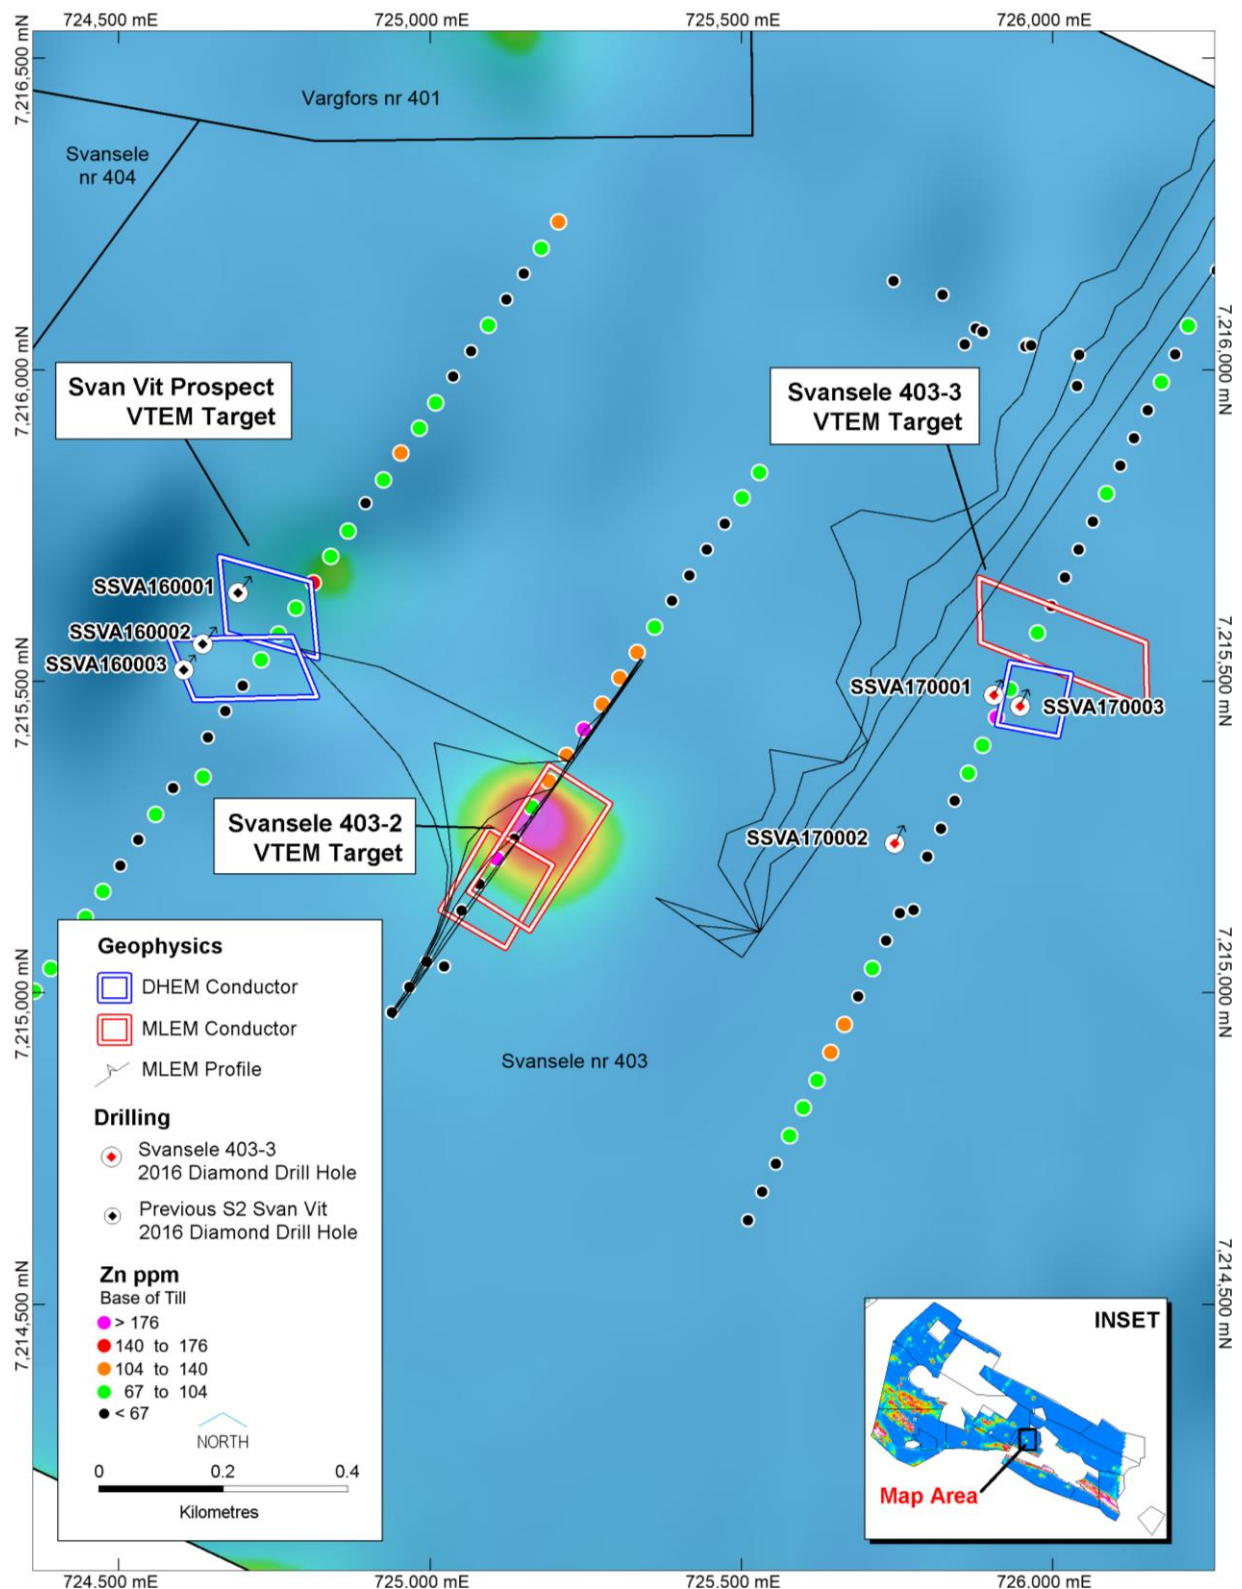 724,500 mE
725,000 mE
725,500 mE
726,000 mE
7,216,500 mN
Vargfors nr 401
Svansele
nr 404
7,216,000 mN
7,216,000 mN
Svan Vit Prospect
VTEM Target
Svansele 403-3
VTEM Target
SSVA160001
SSVA160002
SSVA160003
7,215,500 mN
7,215,500 mN
SSVA170001
SSVA170003
Svansele 403-2
VTEM Target
SSVA170002
7,215,000 mN
7,215,000 mN
Svansele nr 403
Geophysics
DHEM Conductor
MLEM Conductor
MLEM Profile
Drilling
Svansele 403-3
2016 Diamond Drill Hole
Previous S2 Svan Vit
2016 Diamond Drill Hole
Zn ppm
Base of Till
> 176
140 to 176
104 to 140
67 to 104
< 67
NORTH
0 0.2 0.4
Kilometres
7,214,500 mN
7,214,500 mN
INSET
Map Area
724,500 mE
725,000 mE
725,500 mE
726,000 mE